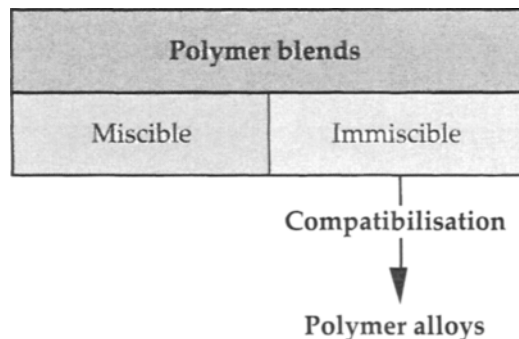 Polymer blends
Miscible
Immiscible
Compatibilisation
Polymer alloys